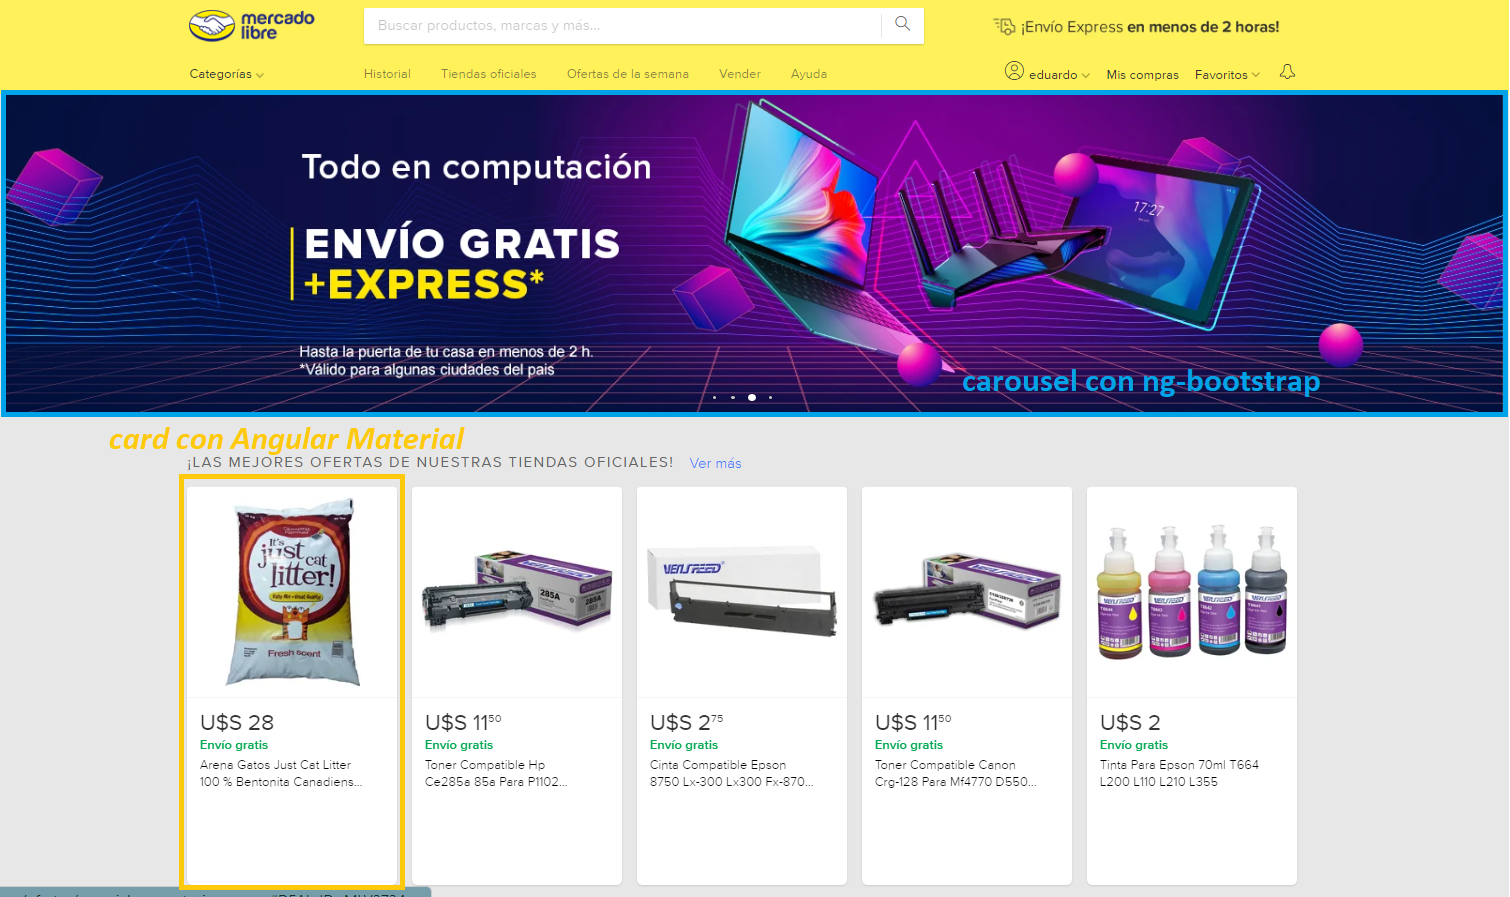 mercado
libre
Buscar productos, marcas y más...
¡Envío Express en menos de 2 horas!
Categorías
Historial
Tiendas oficiales
Ofertas de la semana
Vender
Ayuda
eduardo
Mis compras
Favoritos
Todo en computación
ENVÍO GRATIS
+EXPRESS*
Hasta la puerta de tu casa en menos de 2 h.
*Válido para algunas ciudades del país
17:27
carousel con ng-bootstrap
card con Angular Material
¡LAS MEJORES OFERTAS DE NUESTRAS TIENDAS OFICIALES! Ver más
It's
just cat
litter!
Fresh scent
U$S 28
Envío gratis
Arena Gatos Just Cat Litter
100 % Bentonita Canadiens...
285A
U$S 11 50
Envío gratis
Toner Compatible Hp
Ce285a 85a Para P1102...
VENSPEED
U$S 2 75
Envío gratis
Cinta Compatible Epson
8750 Lx-300 Lx300 Fx-870...
U$S 11 50
Envío gratis
Toner Compatible Canon
Crg-128 Para Mf4770 D550...
VENSPEED
VENSPEED
VENSPEED
VENSPEED
U$S 2
Envío gratis
Tinta Para Epson 70ml T664
L200 L110 L210 L355